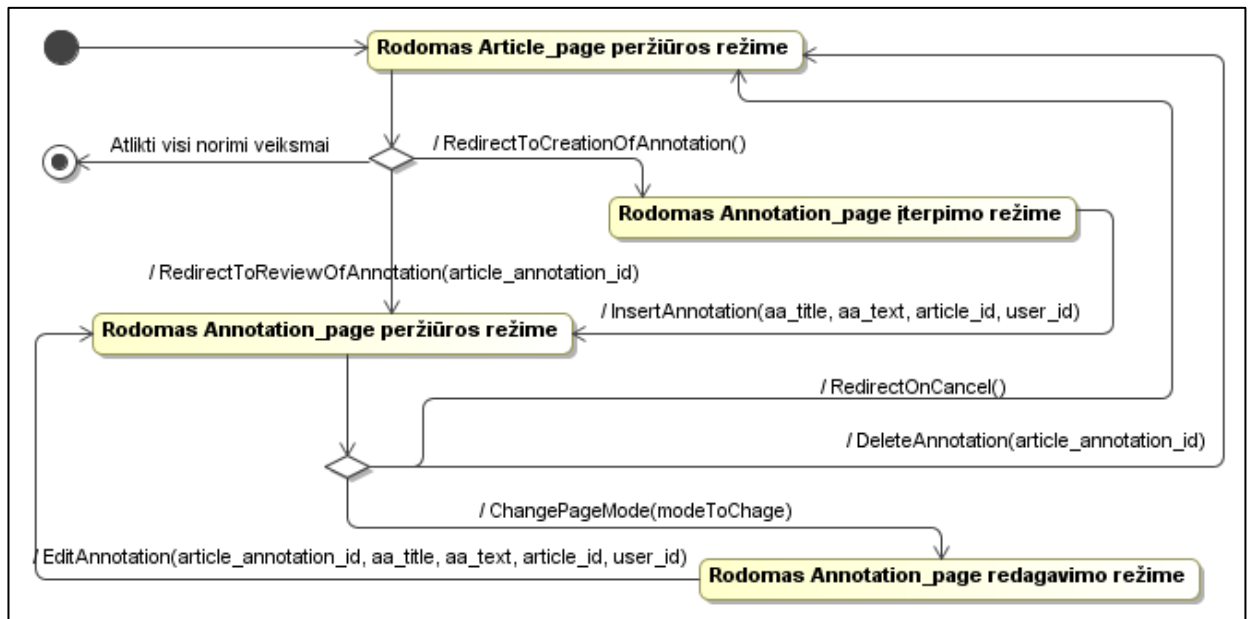 Rodomas Article_page peržiūros režime
Atlikti visi norimi veiksmai
/ RedirectToCreationOfAnnotation()
Rodomas Annotation_page įterpimo režime
/ RedirectToReviewOfAnnotation(article_annotation_id)
/ InsertAnnotation(aa_title, aa_text, article_id, user_id)
Rodomas Annotation_page peržiūros režime
/ RedirectOnCancel()
/ DeleteAnnotation(article_annotation_id)
/ ChangePageMode(modeToChage)
/ EditAnnotation(article_annotation_id, aa_title, aa_text, article_id, user_id)
Rodomas Annotation_page redagavimo režime